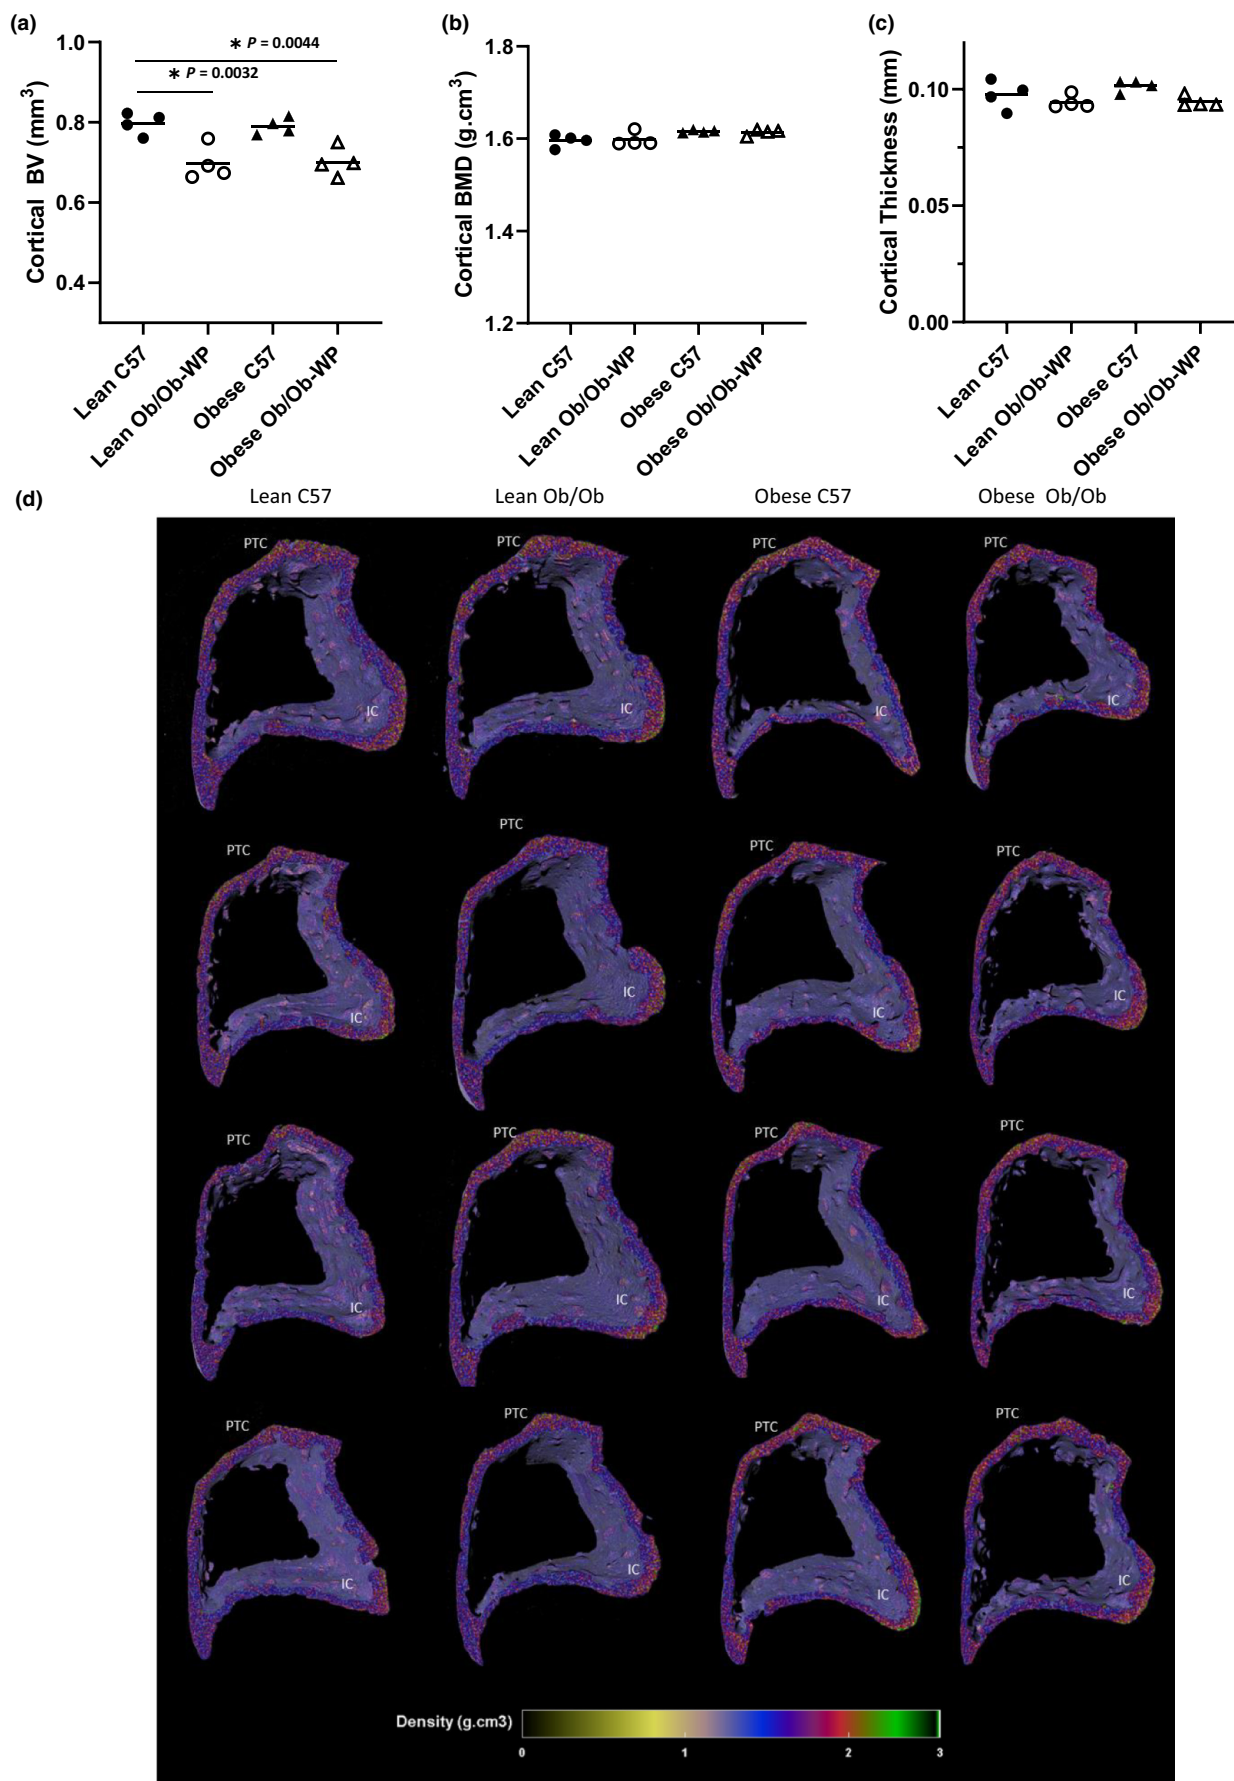 (a)
Cortical BV (mm3)
1.0
0.8
0.6
0.4
* P = 0.0044
* P = 0.0032
Lean C57
Lean Ob/Ob-WP
Obese C57
Obese Ob/Ob-WP
(b)
Cortical BMD (g.cm3)
1.8
1.6
1.4
1.2
Lean C57
Lean Ob/Ob-WP
Obese C57
Obese Ob/Ob-WP
(c)
Cortical Thickness (mm)
0.10
0.05
0.00
Lean C57
Lean Ob/Ob-WP
Obese C57
Obese Ob/Ob-WP
(d)
Lean C57 Lean Ob/Ob Obese C57 Obese Ob/Ob
PTC PTC PTC PTC
IC IC IC IC
PTC PTC PTC PTC
IC IC IC IC
PTC PTC PTC PTC
IC IC IC IC
PTC PTC PTC PTC
IC IC IC IC
Density (g.cm3)
0 1 2 3